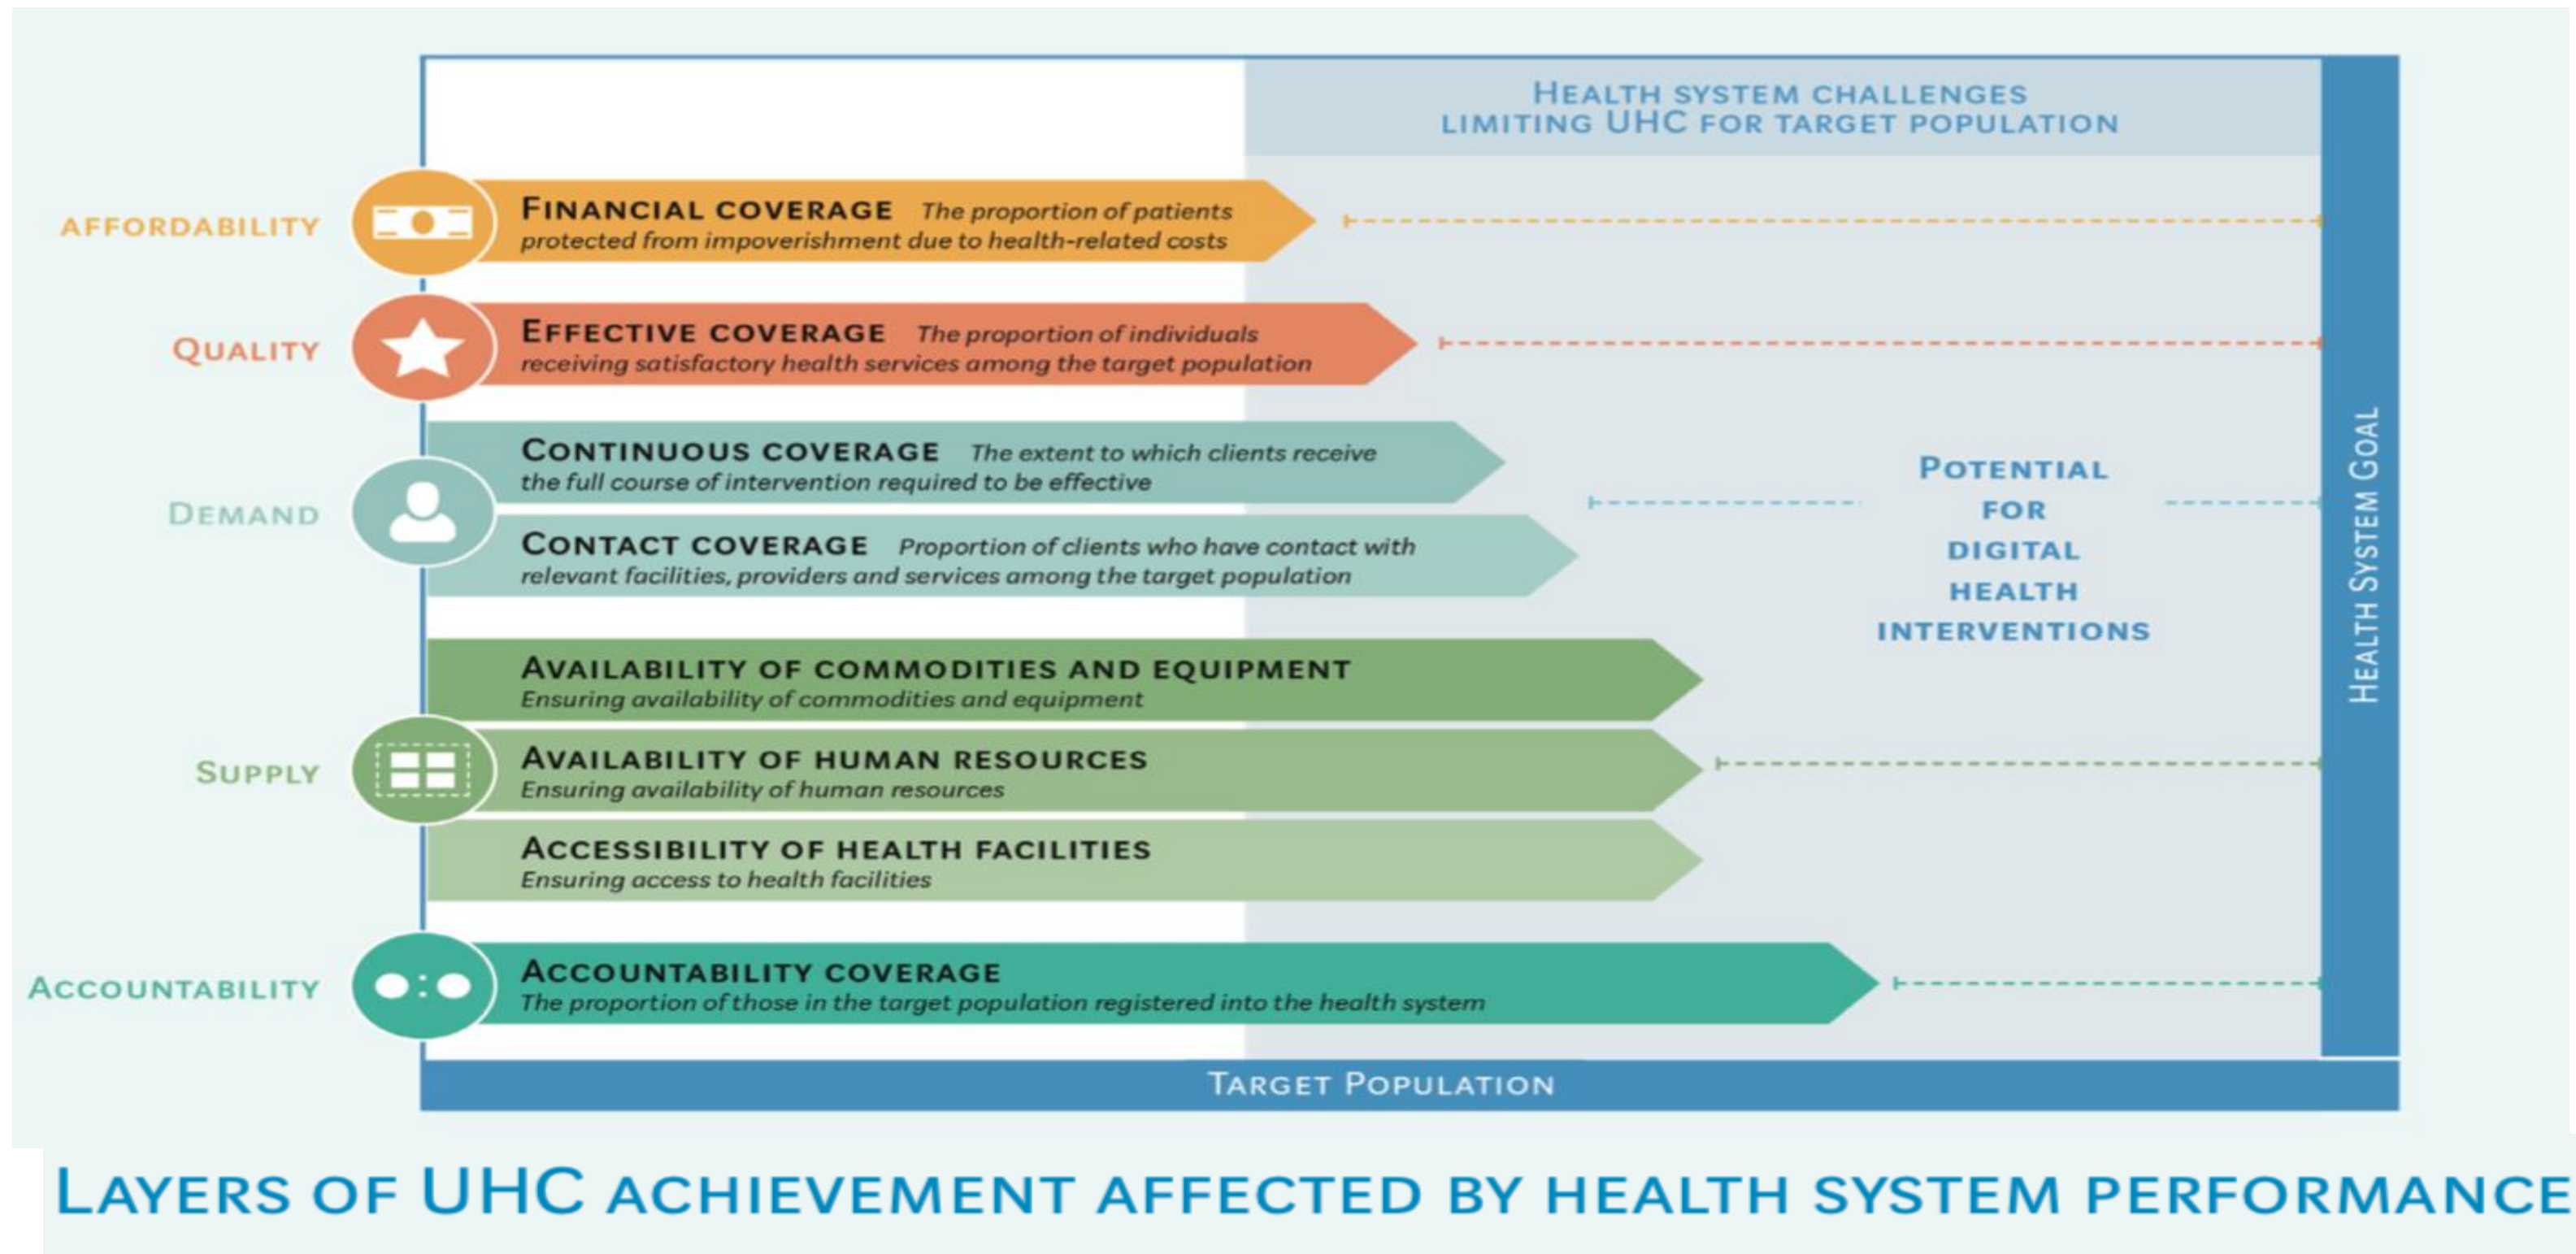 HEALTH SYSTEM CHALLENGES
LIMITING UHC FOR TARGET POPULATION
AFFORDABILITY
FINANCIAL COVERAGE The proportion of patients
protected from impoverishment due to health-related costs
QUALITY
EFFECTIVE COVERAGE The proportion of individuals
receiving satisfactory health services among the target population
DEMAND
CONTINUOUS COVERAGE The extent to which clients receive
the full course of intervention required to be effective
CONTACT COVERAGE Proportion of clients who have contact with
relevant facilities, providers and services among the target population
POTENTIAL
FOR
DIGITAL
HEALTH
INTERVENTIONS
HEALTH SYSTEM GOAL
SUPPLY
AVAILABILITY OF COMMODITIES AND EQUIPMENT
Ensuring availability of commodities and equipment
AVAILABILITY OF HUMAN RESOURCES
Ensuring availability of human resources
ACCESSIBILITY OF HEALTH FACILITIES
Ensuring access to health facilities
ACCOUNTABILITY
ACCOUNTABILITY COVERAGE
The proportion of those in the target population registered into the health system
TARGET POPULATION
LAYERS OF UHC ACHIEVEMENT AFFECTED BY HEALTH SYSTEM PERFORMANCE